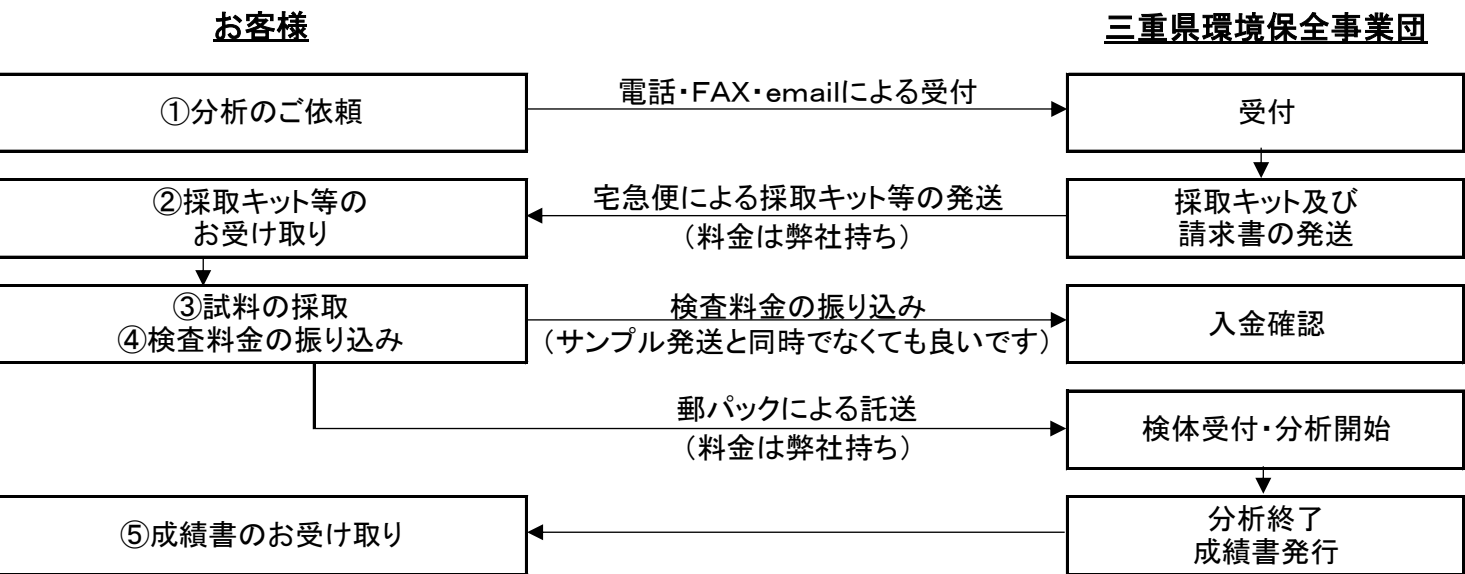 お客様
三重県環境保全事業団
①分析のご依頼
電話・FAX・emailによる受付
受付
②採取キット等の
お受け取り
宅急便による採取キット等の発送
（料金は弊社持ち）
採取キット及び
請求書の発送
③試料の採取
④検査料金の振り込み
検査料金の振り込み
（サンプル発送と同時でなくても良いです）
入金確認
郵パックによる託送
（料金は弊社持ち）
検体受付・分析開始
⑤成績書のお受け取り
分析終了
成績書発行